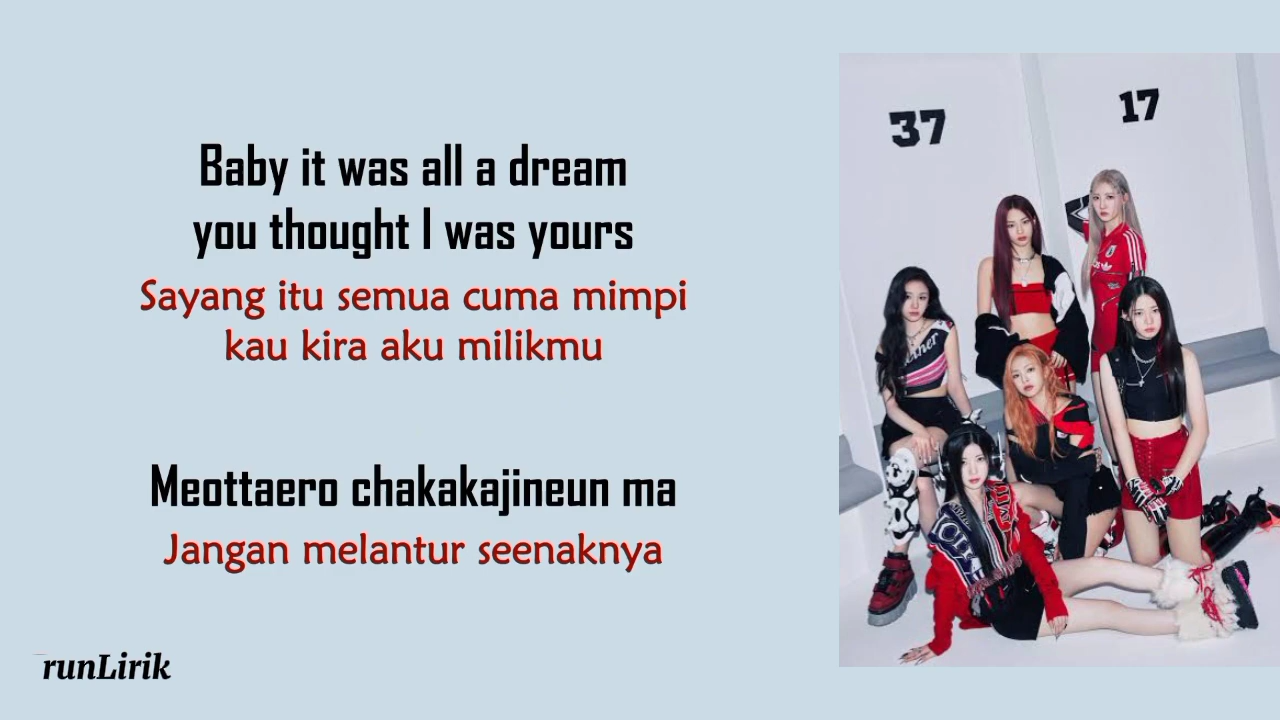 Baby it was all a dream
you thought I was yours
Sayang itu semua cuma mimpi
kau kira aku milikmu
Meottaero chakakajineun ma
Jangan melantur seenaknya
runLirik
37
17